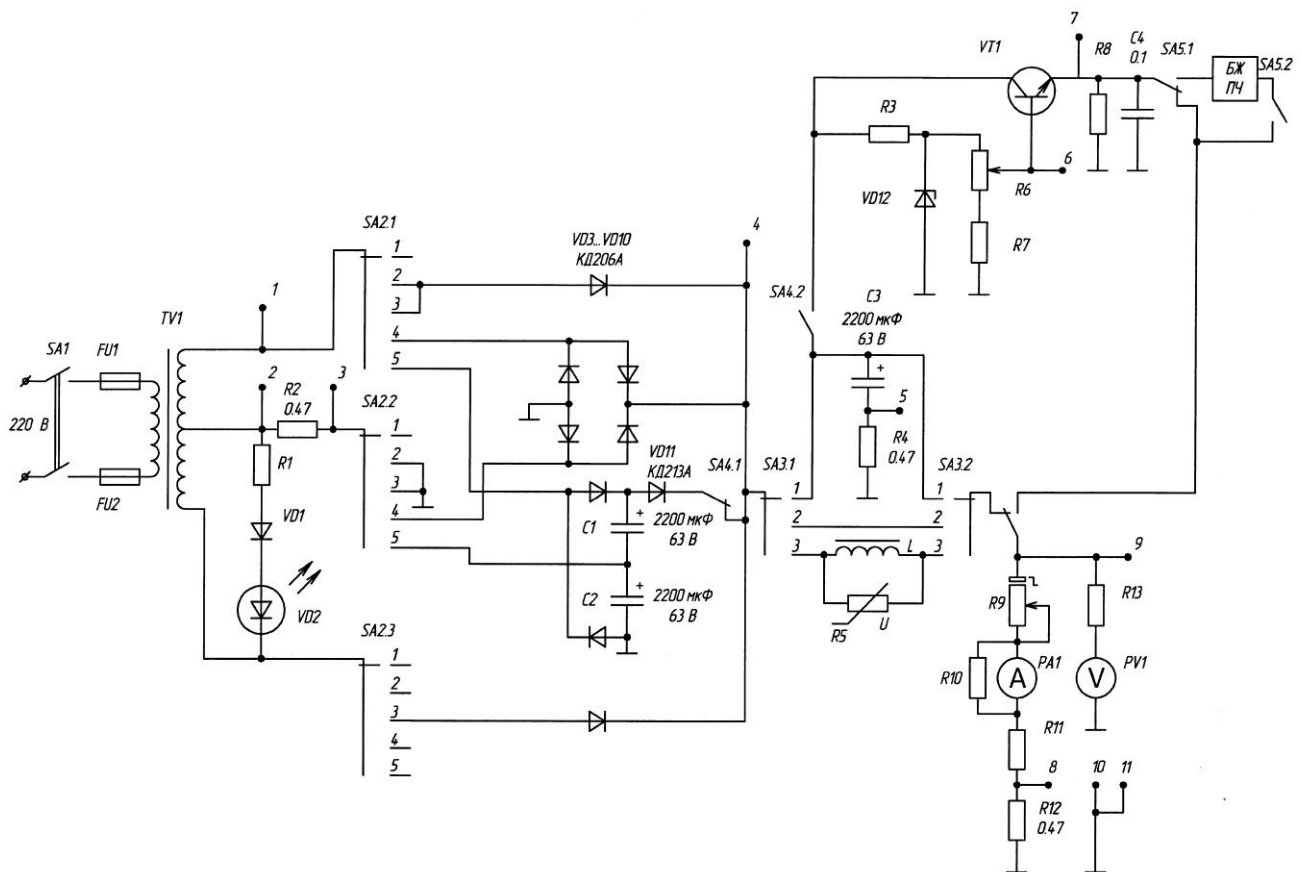 7
VT1
R8
C4
0.1
SA5.1
БЖ
ПЧ
SA5.2
R3
6
R6
VD12
R7
SA2.1
1
2
3
4
5
VD3...VD10
КД206А
4
SA4.2
C3
2200 мкФ
63 В
+
5
R4
0.47
1
TV1
SA1
FU1
220 В
FU2
2
R2
0.47
3
R1
VD1
VD2
SA2.2
1
2
3
4
5
VD11
КД213А
SA4.1
C1
+
2200 мкФ
63 В
C2
+
2200 мкФ
63 В
SA3.1
1
2
3
L
R5
U
SA3.2
1
2
3
9
R9
R13
R10
PA1
A
PV1
V
R11
8
R12
0.47
10
11
SA2.3
1
2
3
4
5